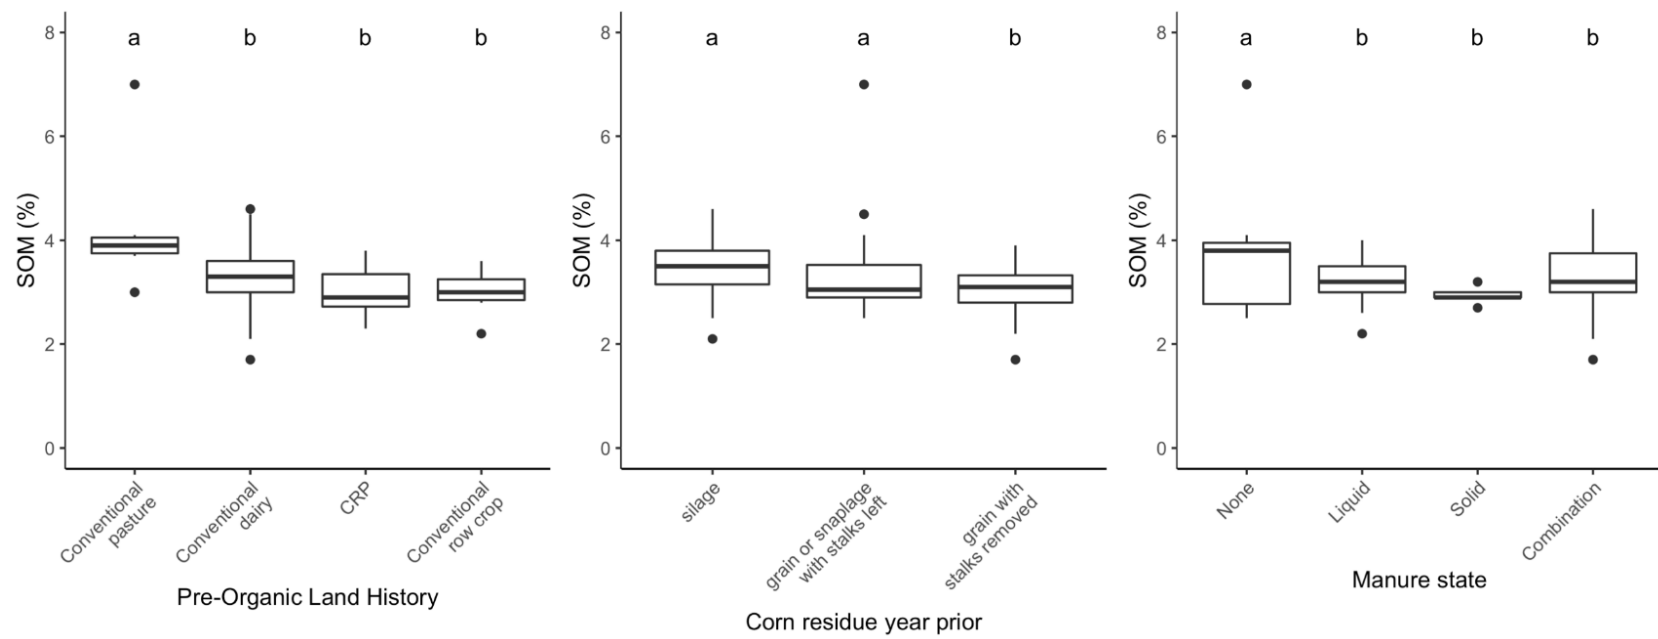 8
6
4
2
0
SOM (%)
a
b
b
b
Conventional
pasture
Conventional
dairy
CRP
Conventional
row crop
Pre-Organic Land History
8
6
4
2
0
SOM (%)
a
a
b
silage
grain or snaplage
with stalks left
grain with
stalks removed
Corn residue year prior
8
6
4
2
0
SOM (%)
a
b
b
b
None
Liquid
Solid
Combination
Manure state